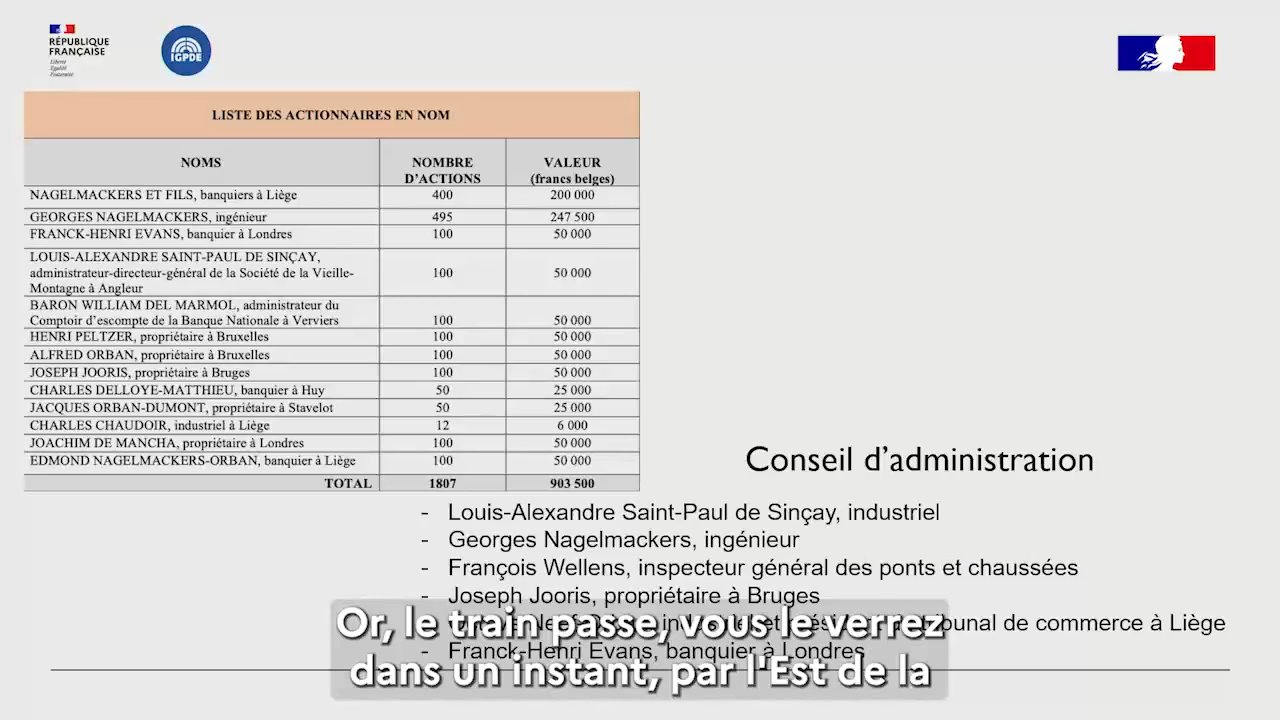 RÉPUBLIQUE
FRANÇAISE
Liberté
Égalité
Fraternité
IGPDE
LISTE DES ACTIONNAIRES EN NOM
NOMS NOMBRE D’ACTIONS VALEUR (francs belges)
NAGELMACKERS ET FILS, banquiers à Liège 400 200 000
GEORGES NAGELMACKERS, ingénieur 495 247 500
FRANCK-HENRI EVANS, banquier à Londres 100 50 000
LOUIS-ALEXANDRE SAINT-PAUL DE SINÇAY,
administrateur-directeur-général de la Société de la Vieille- 100 50 000
Montagne à Angleur
BARON WILLIAM DEL MARMOL, administrateur du
Comptoir d’escompte de la Banque Nationale à Verviers 100 50 000
HENRI PELTZER, propriétaire à Bruxelles 100 50 000
ALFRED ORBAN, propriétaire à Bruxelles 100 50 000
JOSEPH JOORIS, propriétaire à Bruges 100 50 000
CHARLES DELLOYE-MATTHIEU, banquier à Huy 50 25 000
JACQUES ORBAN-DUMONT, propriétaire à Stavelot 50 25 000
CHARLES CHAUDOIR, industriel à Liège 12 6 000
JOACHIM DE MANCHA, propriétaire à Londres 100 50 000
EDMOND NAGELMACKERS-ORBAN, banquier à Liège 100 50 000
TOTAL 1807 903 500
Conseil d’administration
- Louis-Alexandre Saint-Paul de Sinçay, industriel
- Georges Nagelmackers, ingénieur
- François Wellens, inspecteur général des ponts et chaussées
- Joseph Jooris, propriétaire à Bruges
de commerce à Liège
- Franck-Henri Evans, banquier à Londres
Or, le train passe, vous le verrez
dans un instant, par l'Est de la